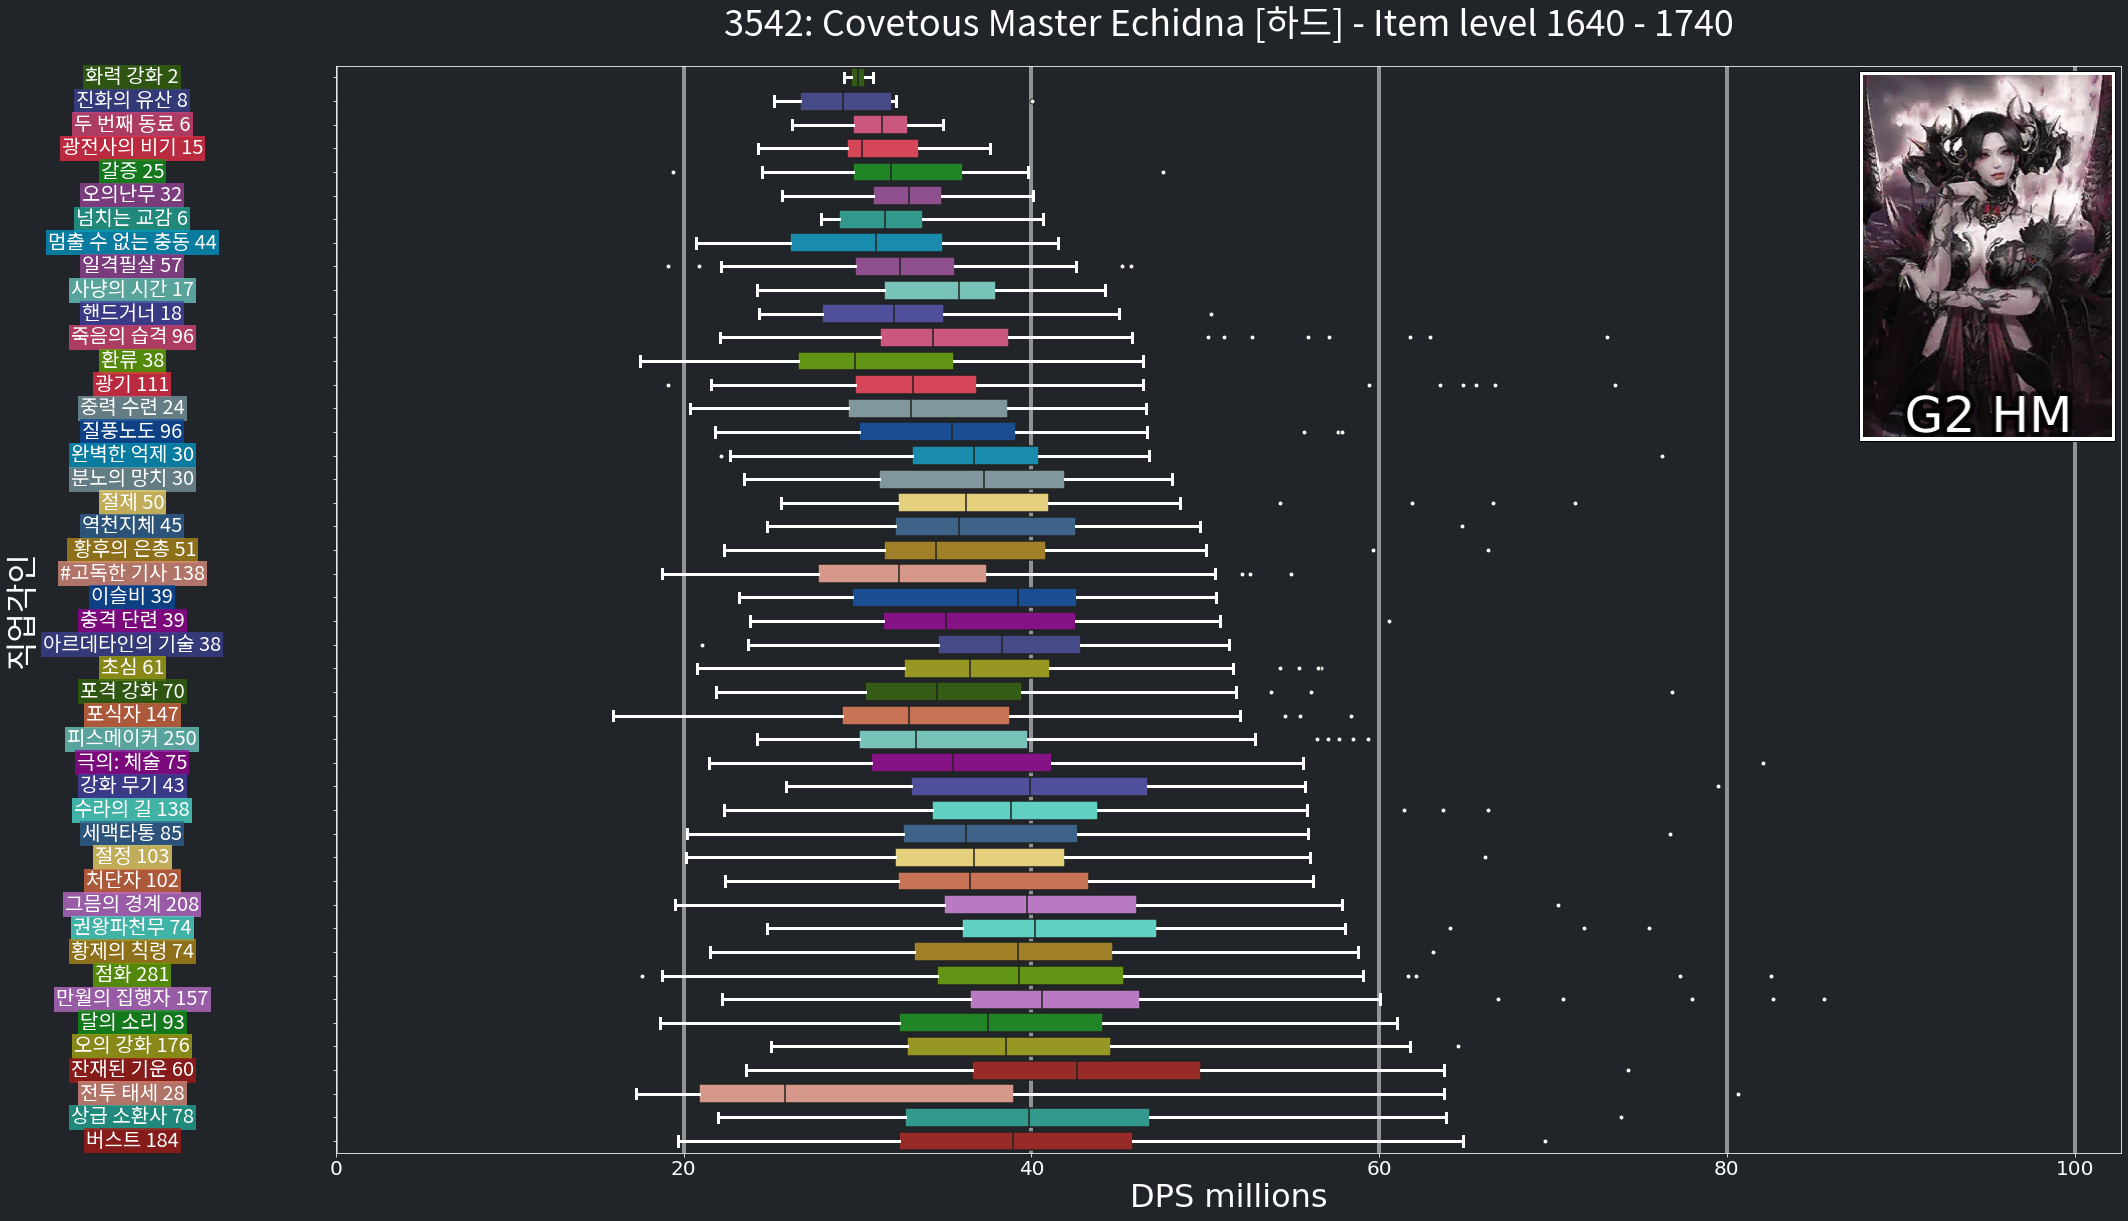 3542: Covetous Master Echidna [하드] - Item level 1640 - 1740
화력 강화 2
진화의 유산 8
두 번째 동료 6
광전사의 비기 15
갈증 25
오의난무 32
넘치는 교감 6
멈출 수 없는 충동 44
일격필살 57
사냥의 시간 17
핸드거너 18
죽음의 습격 96
환류 38
광기 111
중력 수련 24
질풍노도 96
완벽한 억제 30
분노의 망치 30
절제 50
역천지체 45
황후의 은총 51
#고독한 기사 138
이슬비 39
충격 단련 39
아르데타인의 기술 38
초심 61
포격 강화 70
포식자 147
피스메이커 250
극의: 체술 75
강화 무기 43
수라의 길 138
세맥타통 85
절정 103
처단자 102
그믐의 경계 208
권왕파천무 74
황제의 칙령 74
점화 281
만월의 집행자 157
달의 소리 93
오의 강화 176
잔재된 기운 60
전투 태세 28
상급 소환사 78
버스트 184
직업각인
0 20 40 60 80 100
DPS millions
G2 HM